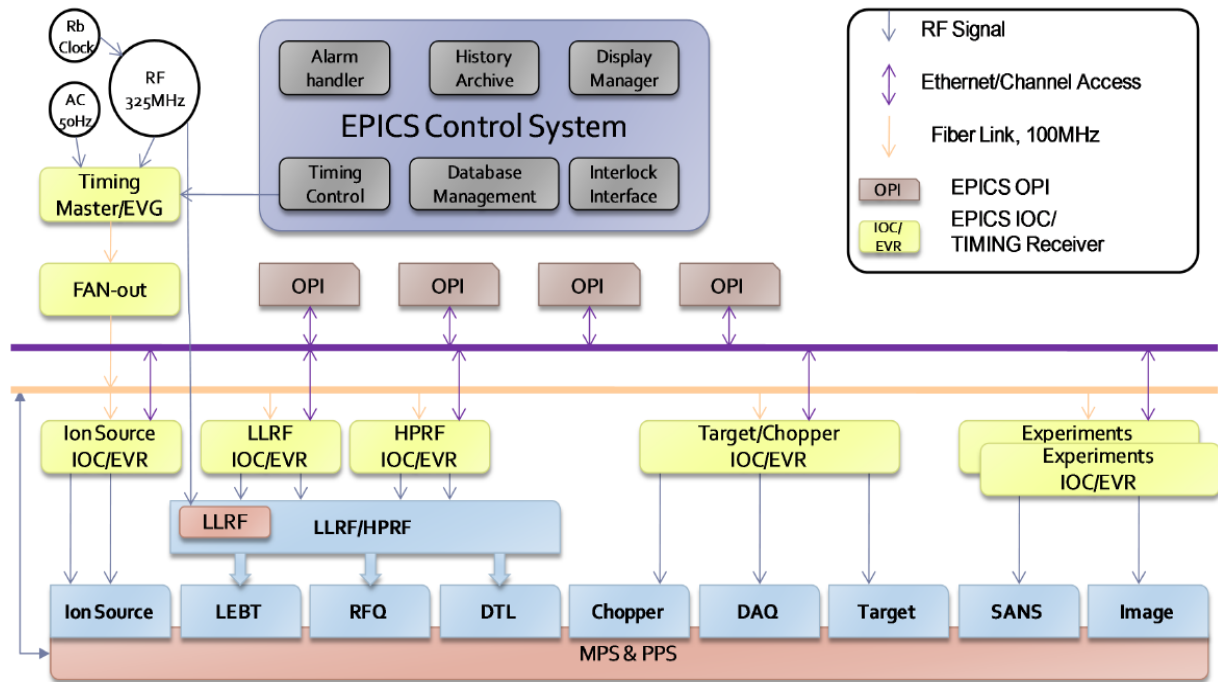 Rb
Clock
RF
325MHz
AC
50Hz
Timing
Master/EVG
FAN-out
Alarm
handler
History
Archive
Display
Manager
EPICS Control System
Timing
Control
Database
Management
Interlock
Interface
RF Signal
Ethernet/Channel Access
Fiber Link, 100MHz
OPI
EPICS OPI
IOC/
EVR
EPICS IOC/
TIMING Receiver
OPI
OPI
OPI
OPI
Ion Source
IOC/EVR
LLRF
IOC/EVR
HPRF
IOC/EVR
Target/Chopper
IOC/EVR
Experiments
Experiments
IOC/EVR
LLRF
LLRF/HPRF
Ion Source
LEBT
RFQ
DTL
Chopper
DAQ
Target
SANS
Image
MPS & PPS